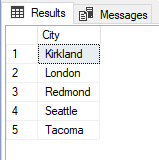 Results Messages
City
1 Kirkland
2 London
3 Redmond
4 Seattle
5 Tacoma